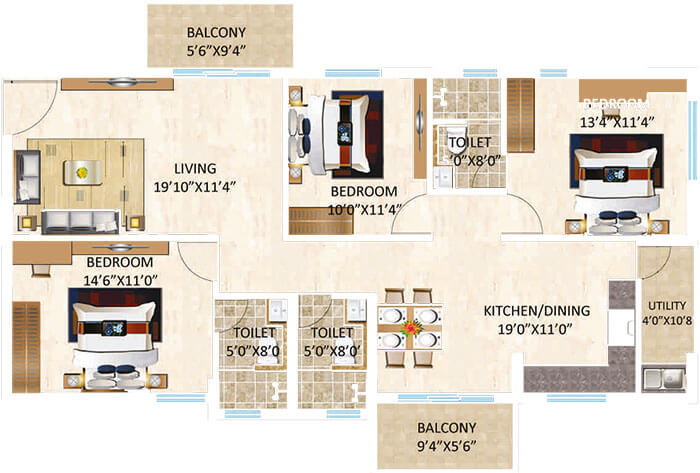 BALCONY
5'6"X9'4"
BEDROOM
13'4"X11'4"
TOILET
'0"X8'0"
LIVING
19'10"X11'4"
BEDROOM
10'0"X11'4"
BEDROOM
14'6"X11'0"
KITCHEN/DINING
19'0"X11'0"
UTILITY
4'0"X10'8
TOILET
5'0"X8'0
TOILET
5'0"X8'0'
BALCONY
9'4"X5'6"